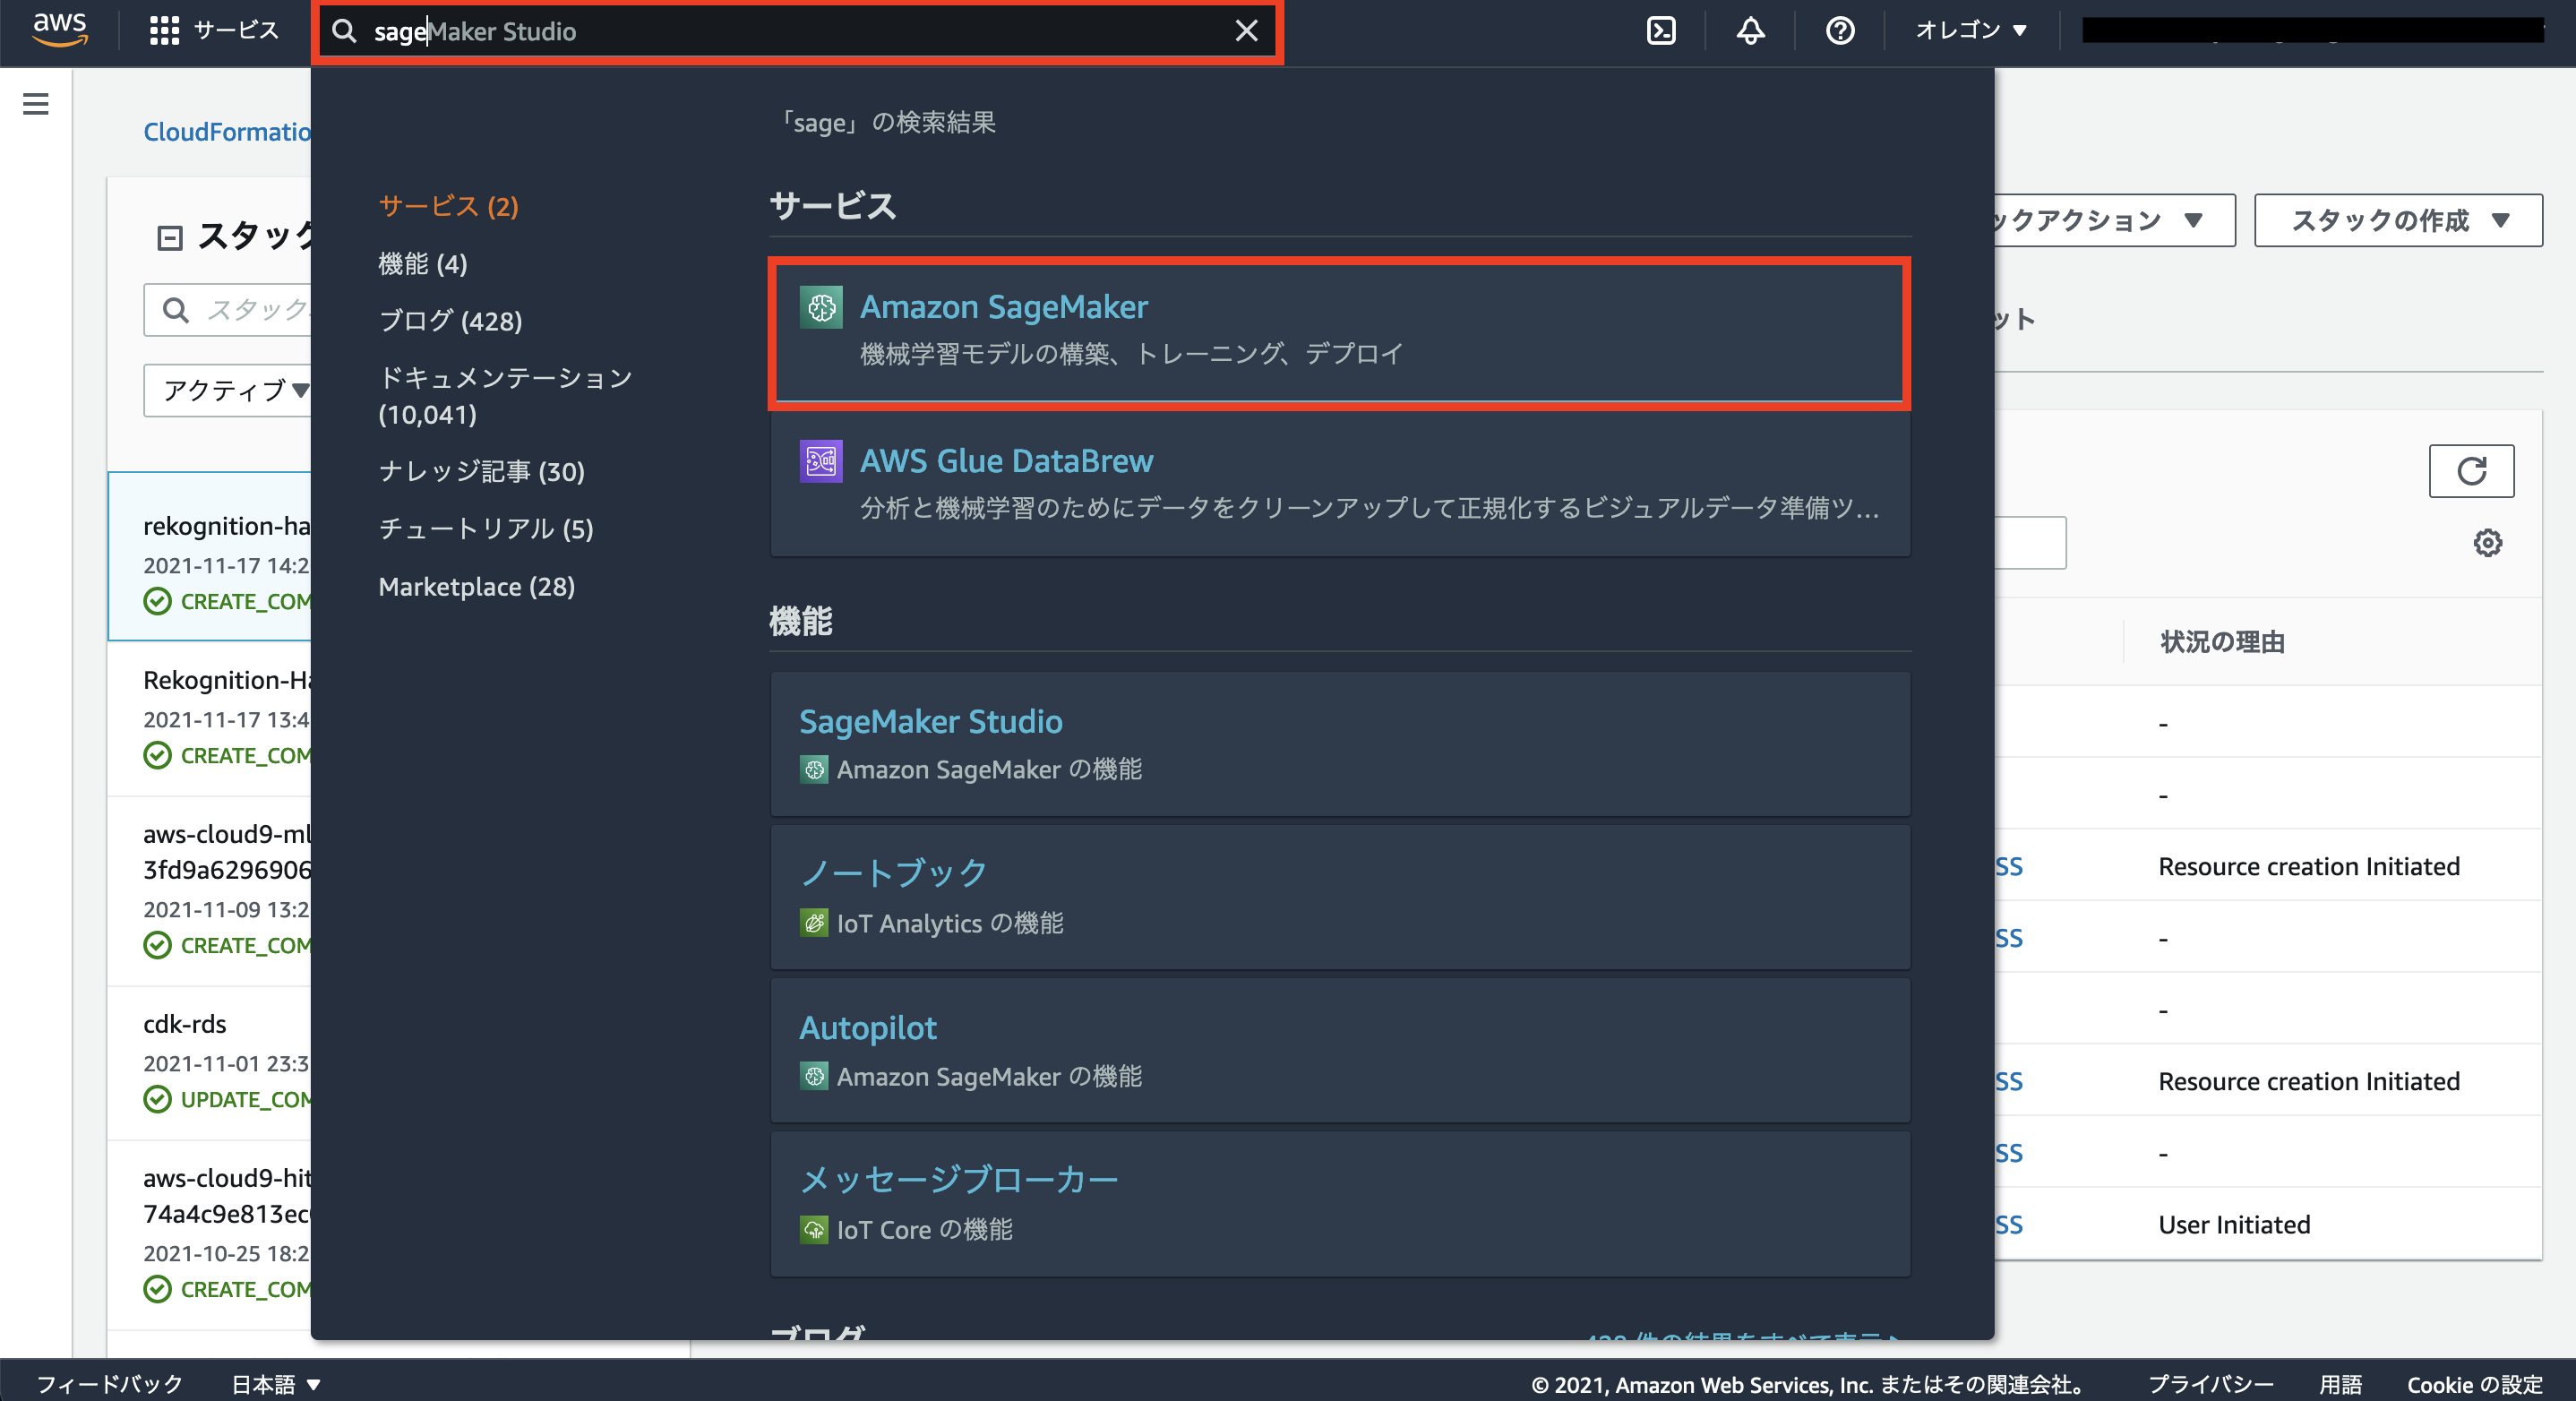 aws
サービス
sageMaker Studio
オレゴン ▼
CloudFormatio
「sage」の検索結果
サービス (2)
機能 (4)
ブログ (428)
ドキュメンテーション
(10,041)
ナレッジ記事 (30)
チュートリアル (5)
Marketplace (28)
サービス
Amazon SageMaker
機械学習モデルの構築、トレーニング、デプロイ
AWS Glue DataBrew
分析と機械学習のためにデータをクリーンアップして正規化するビジュアルデータ準備ツ...
機能
SageMaker Studio
Amazon SageMaker の機能
ノートブック
IoT Analytics の機能
Autopilot
Amazon SageMaker の機能
メッセージブローカー
IoT Core の機能
ブログ
428 件の結果をすべて表示
スタック
スタック
アクティブ ▼
rekognition-ha
2021-11-17 14:2
CREATE_COM
Rekognition-Ha
2021-11-17 13:4
CREATE_COM
aws-cloud9-ml
3fd9a6296906
2021-11-09 13:2
CREATE_COM
cdk-rds
2021-11-01 23:3
UPDATE_COM
aws-cloud9-hit
74a4c9e813ec
2021-10-25 18:2
CREATE_COM
ックアクション ▼
スタックの作成 ▼
ット
状況の理由
-
-
SS Resource creation Initiated
SS -
-
SS Resource creation Initiated
SS -
SS User Initiated
フィードバック
日本語 ▼
© 2021, Amazon Web Services, Inc. またはその関連会社。
プライバシー
用語
Cookie の設定